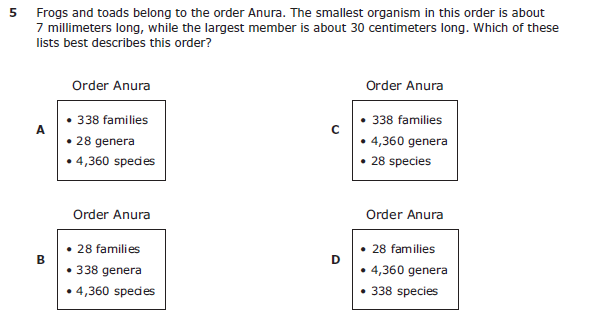 5 Frogs and toads belong to the order Anura. The smallest organism in this order is about
7 millimeters long, while the largest member is about 30 centimeters long. Which of these
lists best describes this order?
Order Anura
A
• 338 families
• 28 genera
• 4,360 species
Order Anura
B
• 28 families
• 338 genera
• 4,360 species
Order Anura
C
• 338 families
• 4,360 genera
• 28 species
Order Anura
D
• 28 families
• 4,360 genera
• 338 species